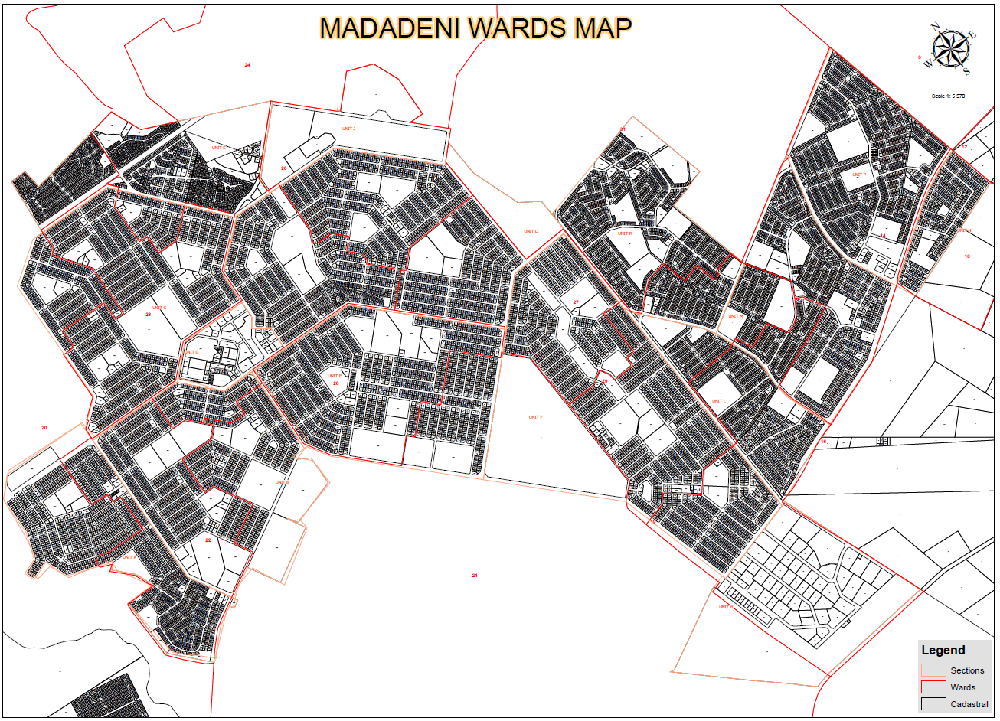 MADADENI WARDS MAP
N
E
W
S
6
Scale 1: 5 570
24
UNIT J
31
12
UNIT K
26
UNIT P
UNIT D
UNIT R
14
UNIT N
18
27
UNIT C
23
UNIT M
UNIT G
UNIT E
28
29
UNIT L
UNIT F
20
16
22
UNIT A
21
Legend
Sections
Wards
Cadastral